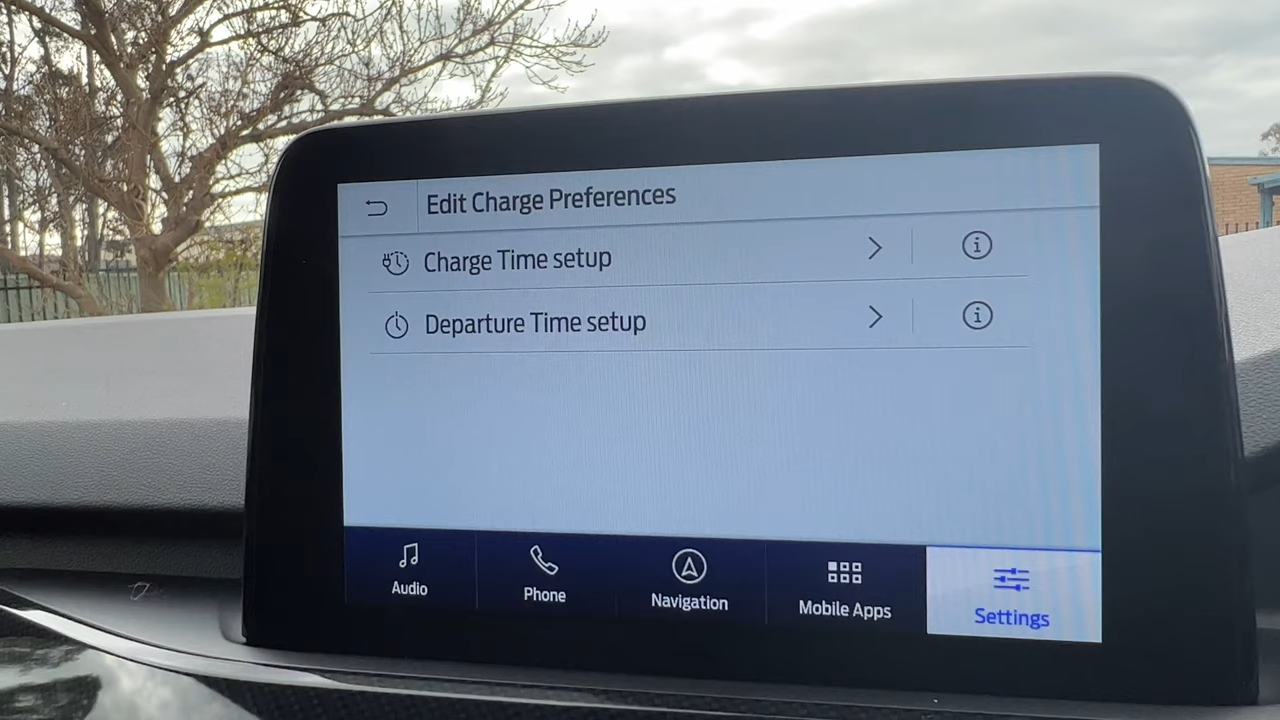 Edit Charge Preferences
Charge Time setup
Departure Time setup
Audio
Phone
Navigation
Mobile Apps
Settings